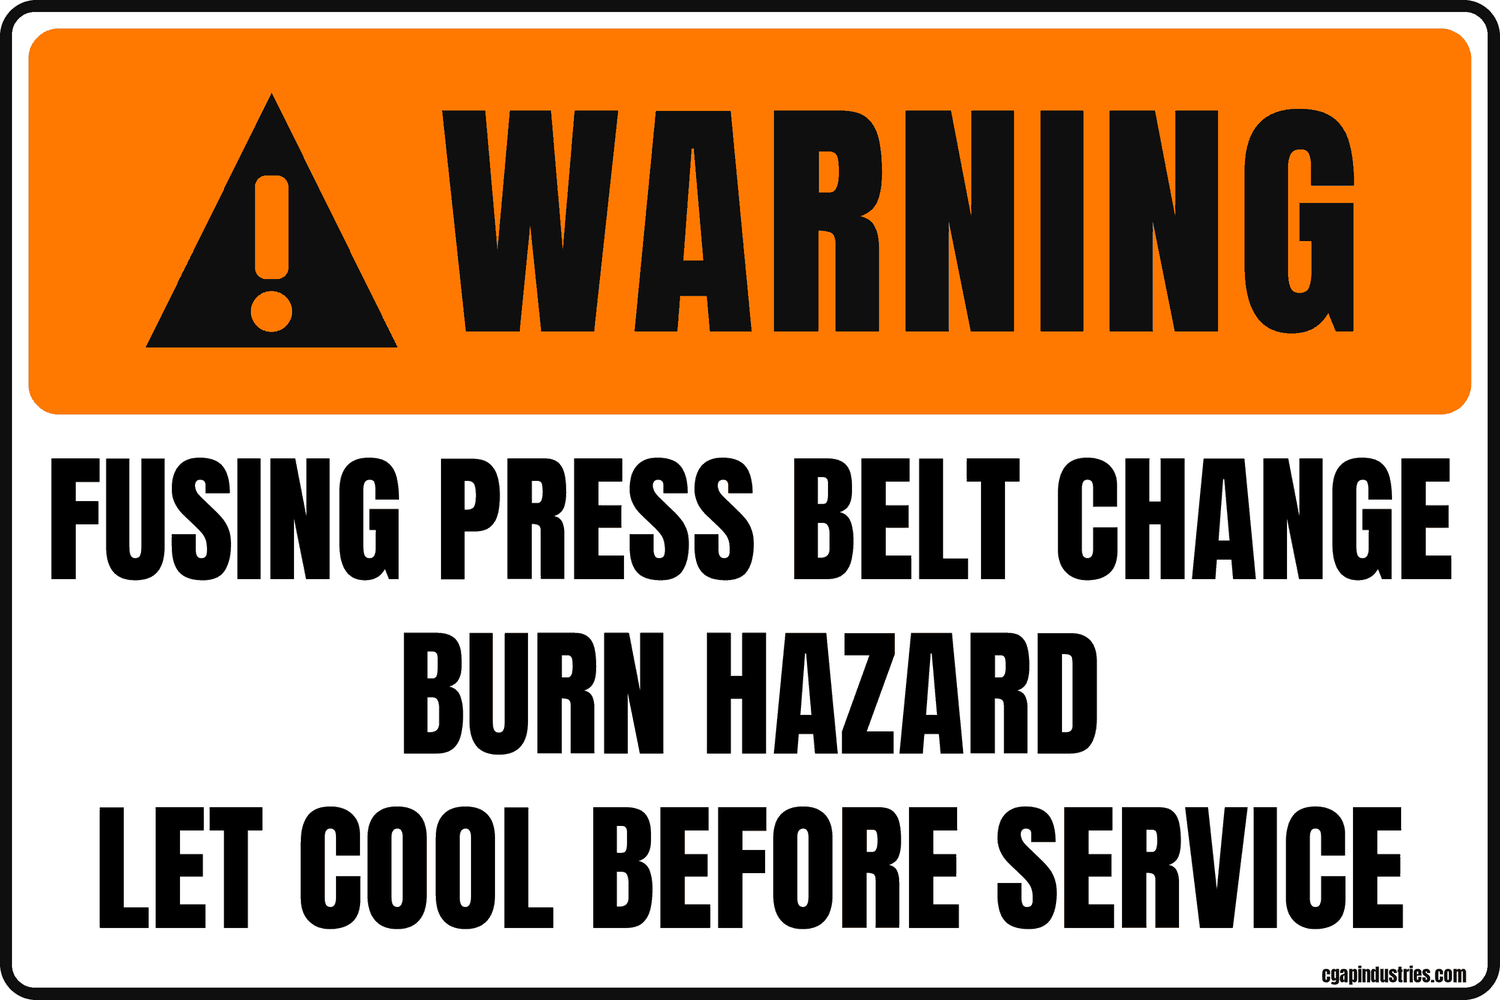 WARNING
FUSING PRESS BELT CHANGE
BURN HAZARD
LET COOL BEFORE SERVICE
cgapindustries.com